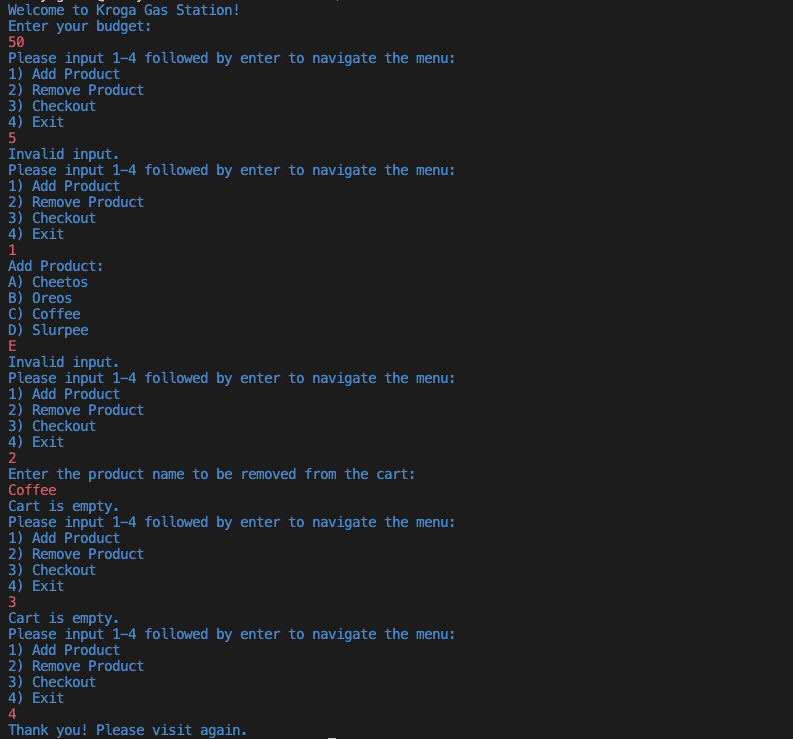 Welcome to Kroga Gas Station!
Enter your budget:
50
Please input 1-4 followed by enter to navigate the menu:
1) Add Product
2) Remove Product
3) Checkout
4) Exit
5
Invalid input.
Please input 1-4 followed by enter to navigate the menu:
1) Add Product
2) Remove Product
3) Checkout
4) Exit
1
Add Product:
A) Cheetos
B) Oreos
C) Coffee
D) Slurpee
E
Invalid input.
Please input 1-4 followed by enter to navigate the menu:
1) Add Product
2) Remove Product
3) Checkout
4) Exit
2
Enter the product name to be removed from the cart:
Coffee
Cart is empty.
Please input 1-4 followed by enter to navigate the menu:
1) Add Product
2) Remove Product
3) Checkout
4) Exit
3
Cart is empty.
Please input 1-4 followed by enter to navigate the menu:
1) Add Product
2) Remove Product
3) Checkout
4) Exit
4
Thank you! Please visit again.